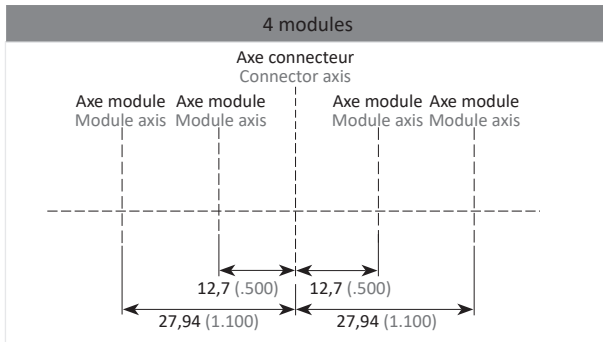 4 modules
Axe connecteur
Connector axis
Axe module Axe module Axe module Axe module
Module axis Module axis Module axis Module axis
12,7 (.500) 12,7 (.500)
27,94 (1.100) 27,94 (1.100)